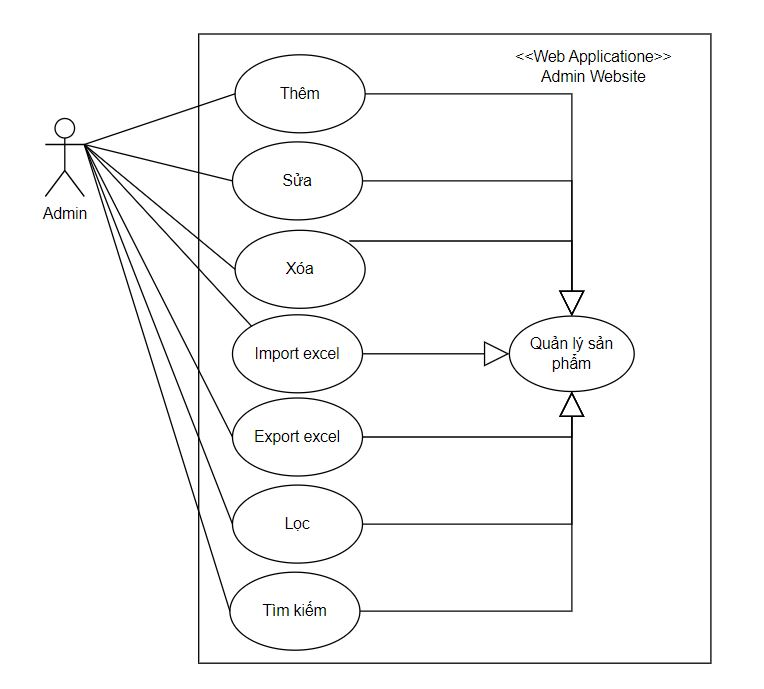 <<Web Applicatione>>
Admin Website
Thêm
Sửa
Admin
Xóa
Import excel
Quản lý sản
phẩm
Export excel
Lọc
Tìm kiếm